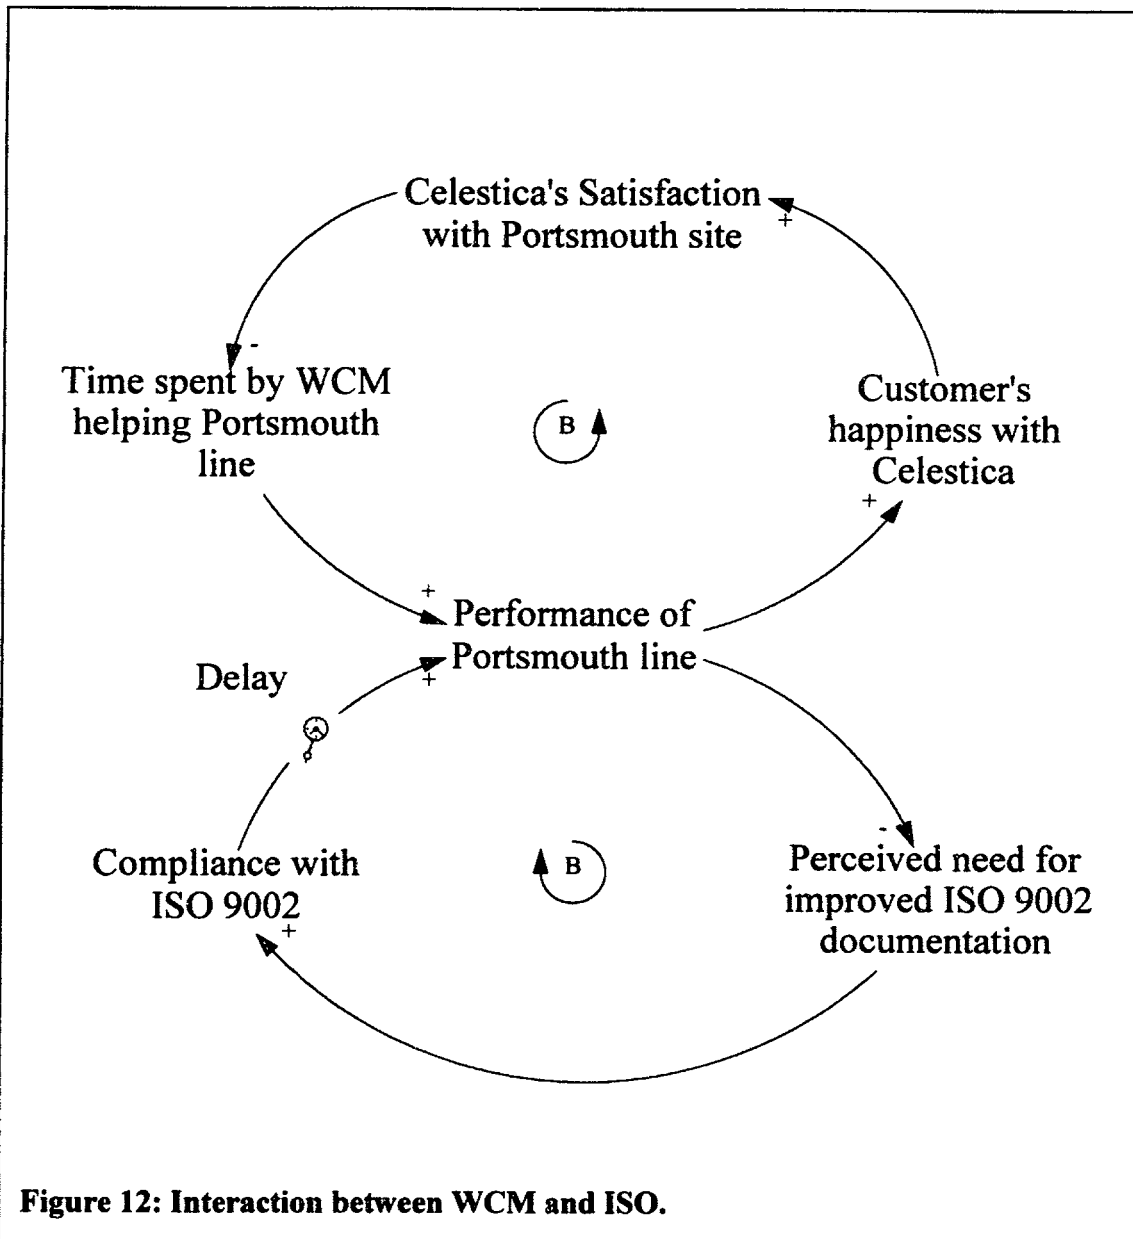 Celestica's Satisfaction
with Portsmouth site
+
-
Time spent by WCM
helping Portsmouth
line
B
Customer's
happiness with
Celestica
+
+
Performance of
Portsmouth line
+
Delay
-
Compliance with
ISO 9002
+
B
Perceived need for
improved ISO 9002
documentation
Figure 12: Interaction between WCM and ISO.